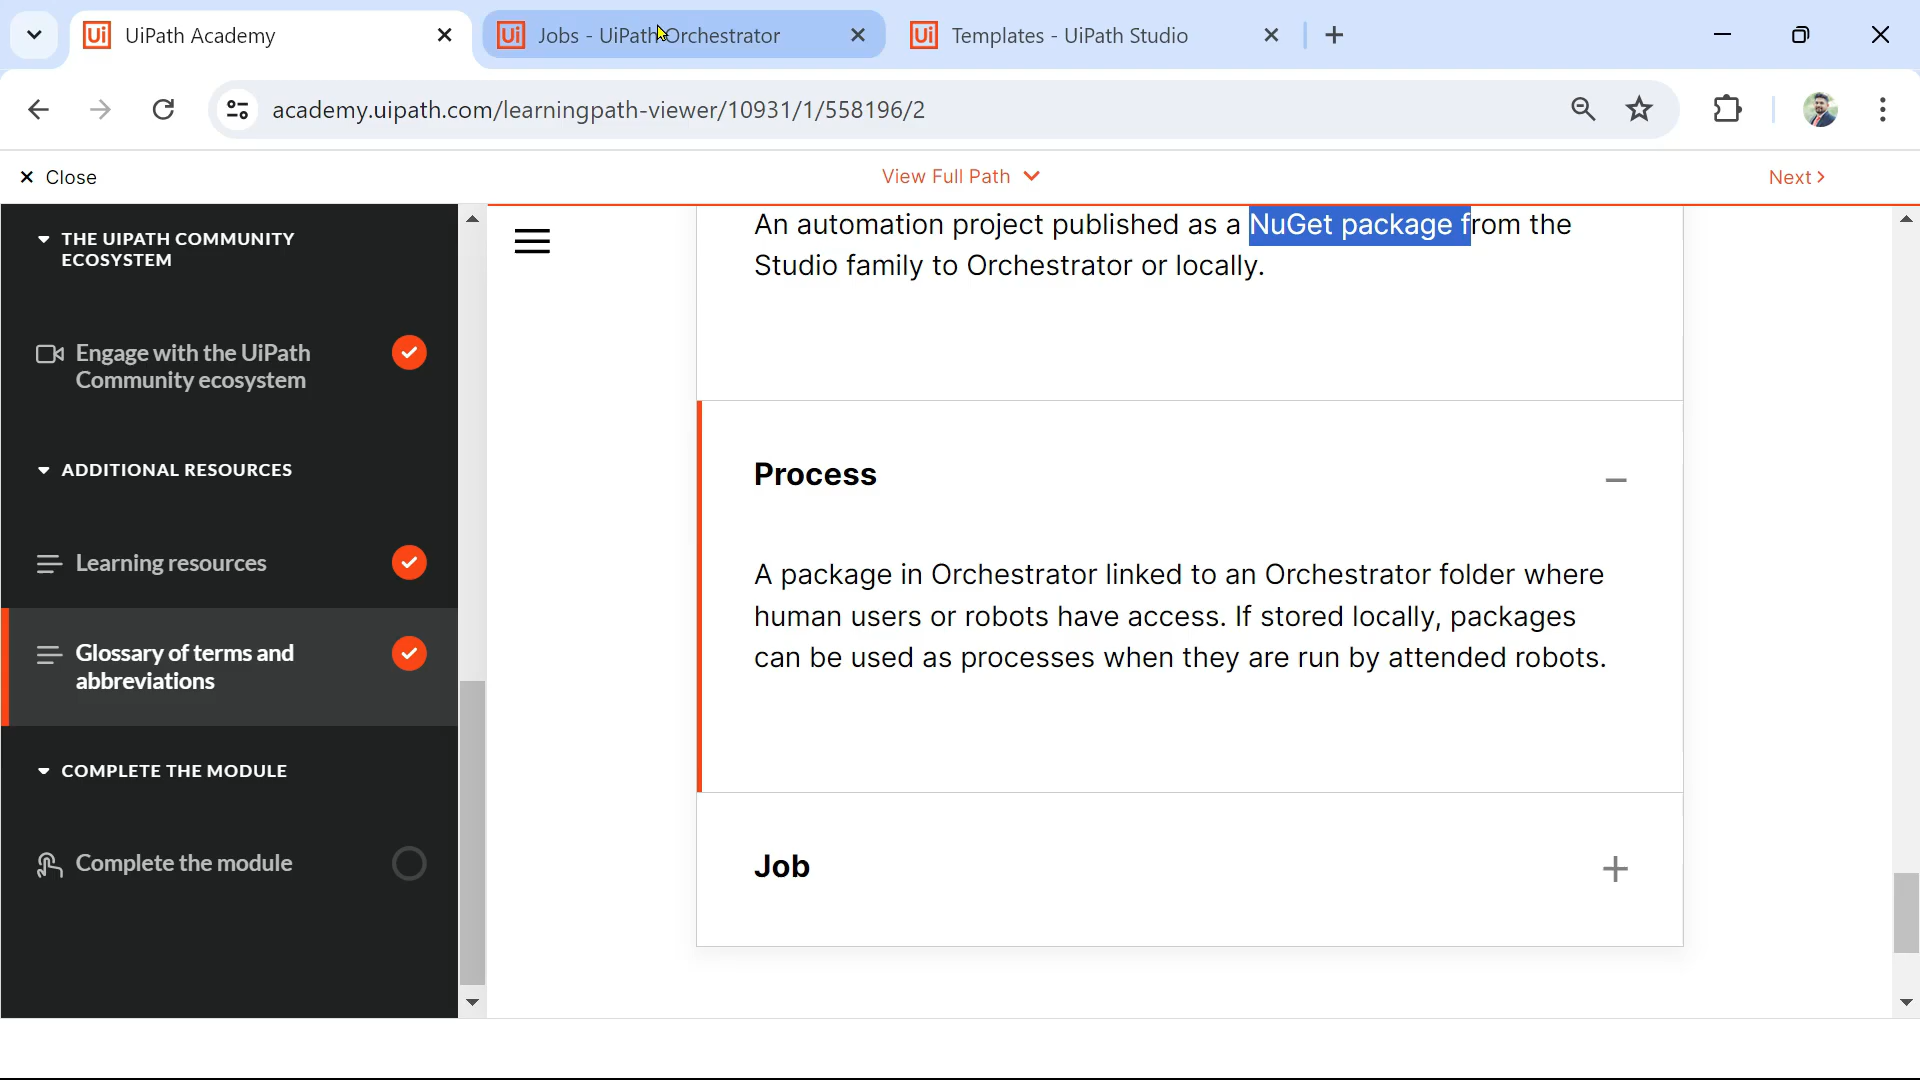 Ui UiPath Academy
Ui Jobs - UiPath Orchestrator
Ui Templates - UiPath Studio
academy.uipath.com/learningpath-viewer/10931/1/558196/2
Close
View Full Path
Next
THE UIPATH COMMUNITY
ECOSYSTEM
Engage with the UiPath
Community ecosystem
ADDITIONAL RESOURCES
Learning resources
Glossary of terms and
abbreviations
COMPLETE THE MODULE
Complete the module
An automation project published as a NuGet package from the
Studio family to Orchestrator or locally.
Process
A package in Orchestrator linked to an Orchestrator folder where
human users or robots have access. If stored locally, packages
can be used as processes when they are run by attended robots.
Job